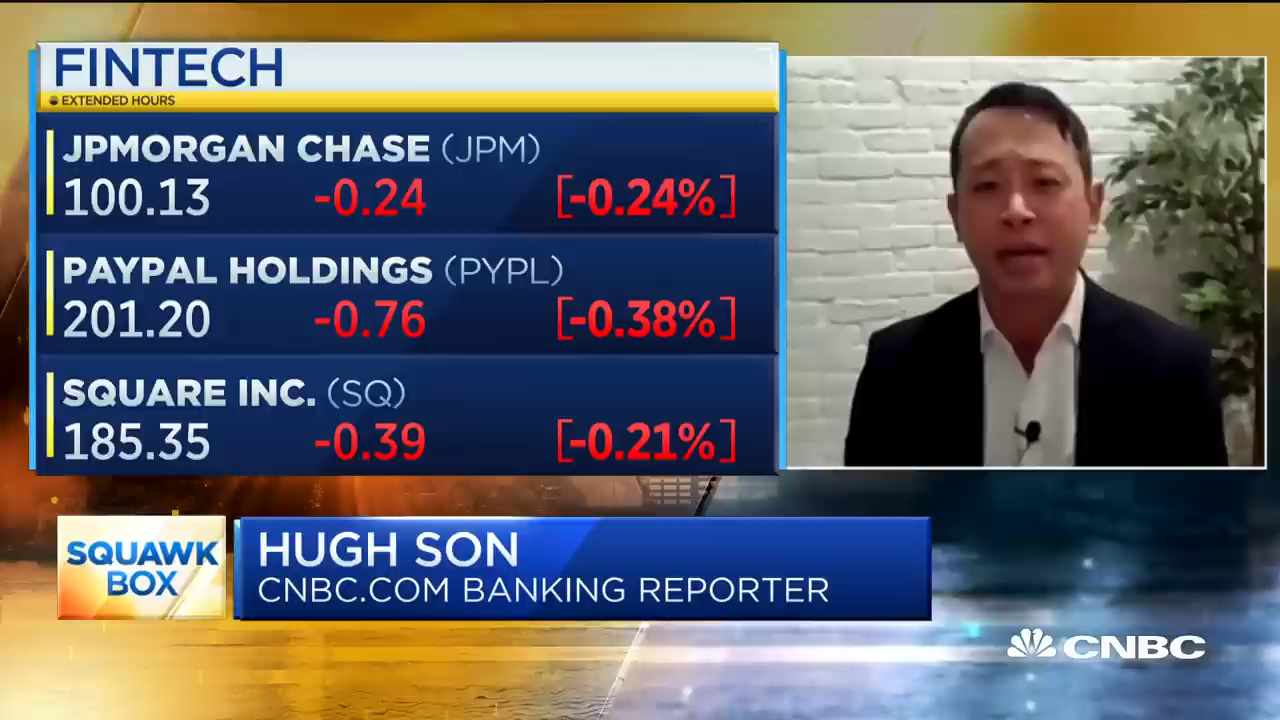 FINTECH
EXTENDED HOURS
JPMORGAN CHASE (JPM)
100.13 -0.24 [-0.24%]
PAYPAL HOLDINGS (PYPL)
201.20 -0.76 [-0.38%]
SQUARE INC. (SQ)
185.35 -0.39 [-0.21%]
SQUAWK
BOX
HUGH SON
CNBC.COM BANKING REPORTER
CNBC